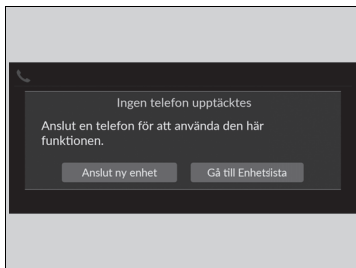 Ingen telefon upptäcktes
Anslut en telefon för att använda den här
funktionen.
Anslut ny enhet
Gå till Enhetslista